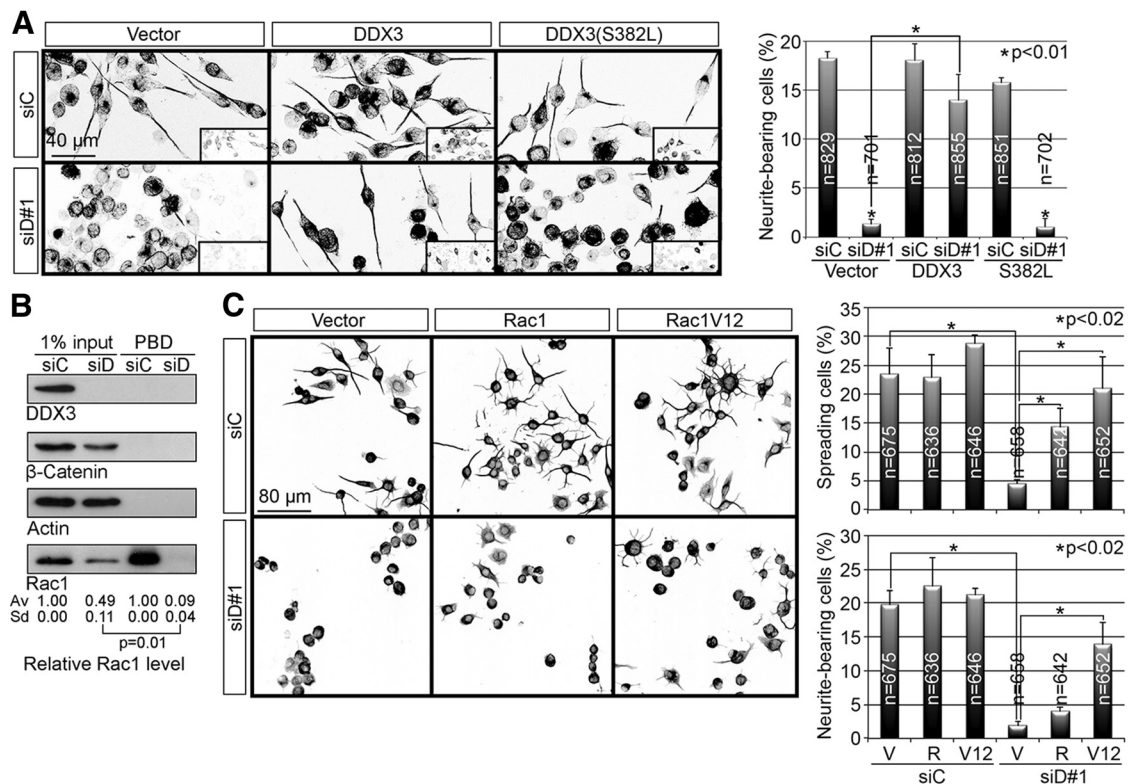 A
Vector
DDX3
DDX3(S382L)
siC
siD#1
40 µm
Neurite-bearing cells (%)
20
15
10
5
0
*
*p<0.01
n=829
n=701
n=812
n=855
n=851
n=702
*
*
siC siD#1 siC siD#1 siC siD#1
Vector DDX3 S382L
B
1% input PBD
siC siD siC siD
DDX3
β-Catenin
Actin
Rac1
Av 1.00 0.49 1.00 0.09
Sd 0.00 0.11 0.00 0.04
p=0.01
Relative Rac1 level
C
Vector
Rac1
Rac1V12
siC
siD#1
80 µm
Spreading cells (%)
35
30
25
20
15
10
5
0
*
*p<0.02
*
*
n=675
n=636
n=646
n=658
n=642
n=652
Neurite-bearing cells (%)
30
25
20
15
10
5
0
*
*p<0.02
*
n=675
n=636
n=646
n=658
n=642
n=652
V R V12 V R V12
siC siD#1